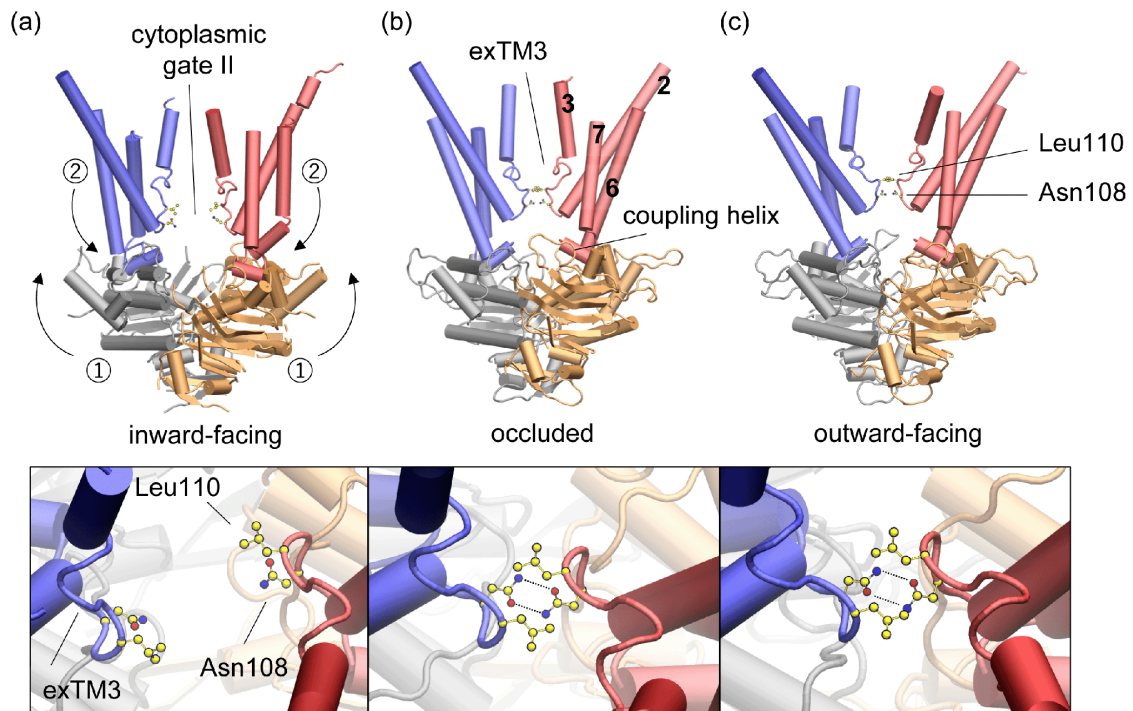 (a)
(b)
(c)
cytoplasmic
gate II
exTM3
2
3
7
6
②
②
Leu110
Asn108
coupling helix
①
①
inward-facing
occluded
outward-facing
Leu110
Asn108
exTM3